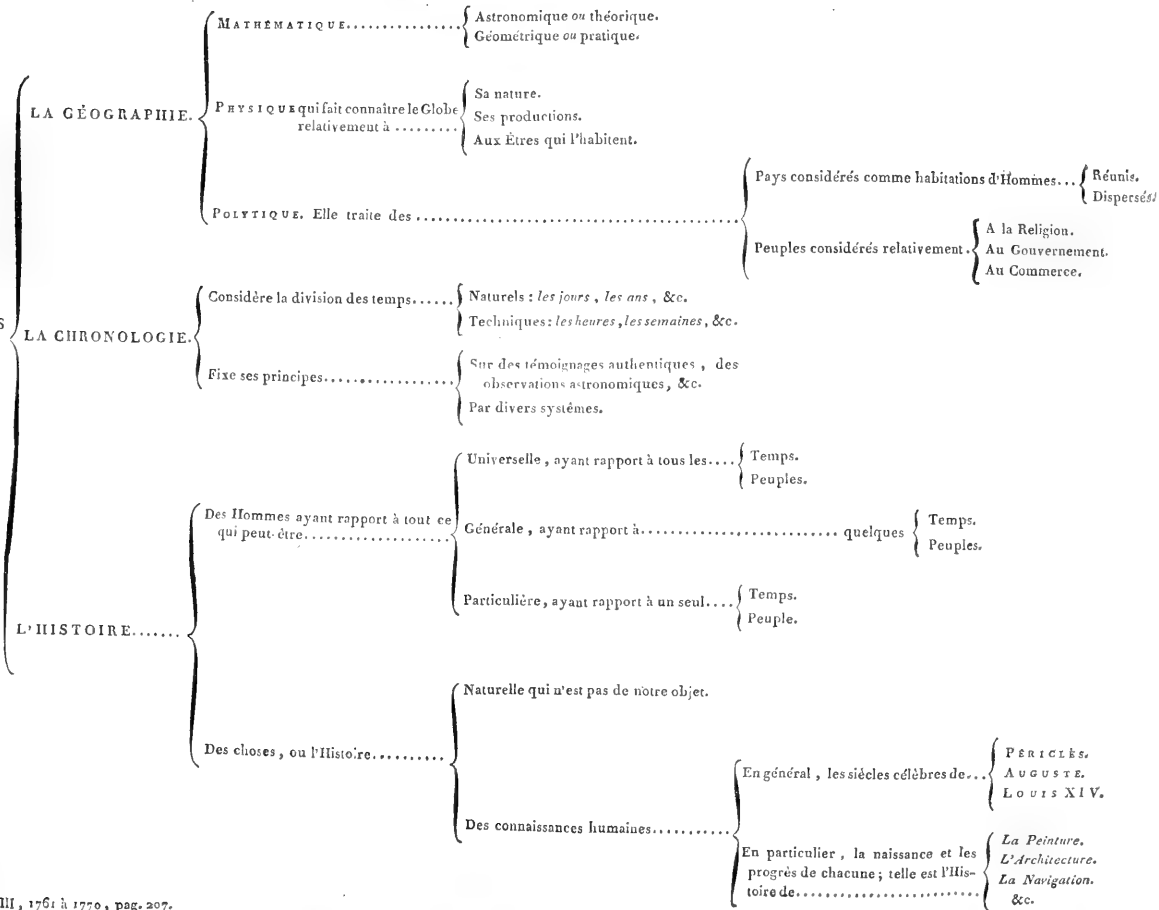 MATHÉMATIQUE................
Astronomique ou théorique.
Géométrique ou pratique.
LA GÉOGRAPHIE.
PHYSIQUE qui fait connaître le Globe
relativement à .........
Sa nature.
Ses productions.
Aux Êtres qui l'habitent.
POLYTIQUE. Elle traite des .............................................
Pays considérés comme habitations d'Hommes...
Réunis.
Dispersés.
Peuples considérés relativement.
A la Religion.
Au Gouvernement.
Au Commerce.
S
LA CHRONOLOGIE.
Considère la division des temps......
Naturels : les jours , les ans , &c.
Techniques : les heures , les semaines , &c.
Fixe ses principes...................
Sur des témoignages authentiques , des
observations astronomiques, &c.
Par divers systêmes.
L'HISTOIRE.......
Des Hommes ayant rapport à tout ce
qui peut-être.....................
Universelle , ayant rapport à tous les....
Temps.
Peuples.
Générale , ayant rapport à............................ quelques
Temps.
Peuples.
Particulière, ayant rapport à un seul....
Temps.
Peuple.
Des choses , ou l'Histoire..........
Naturelle qui n'est pas de notre objet.
Des connaissances humaines...........
En général , les siècles célèbres de...
PÉRICLÈS.
AUGUSTE.
LOUIS XIV.
En particulier , la naissance et les
progrès de chacune ; telle est l'His-
toire de.........................
La Peinture.
L'Architecture.
La Navigation.
&c.
III , 1761 à 1770 , pag. 207.